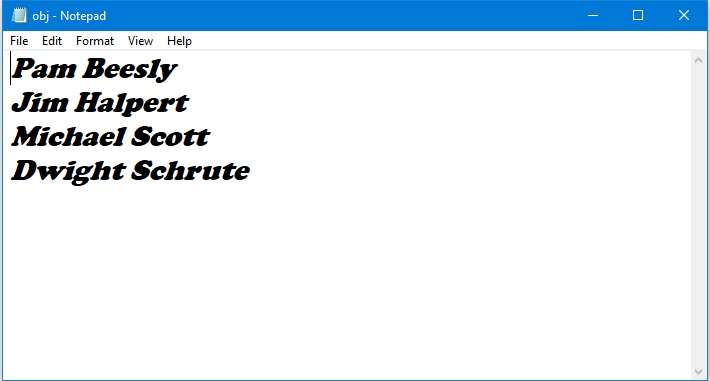 obj - Notepad
File Edit Format View Help
Pam Beesly
Jim Halpert
Michael Scott
Dwight Schrute